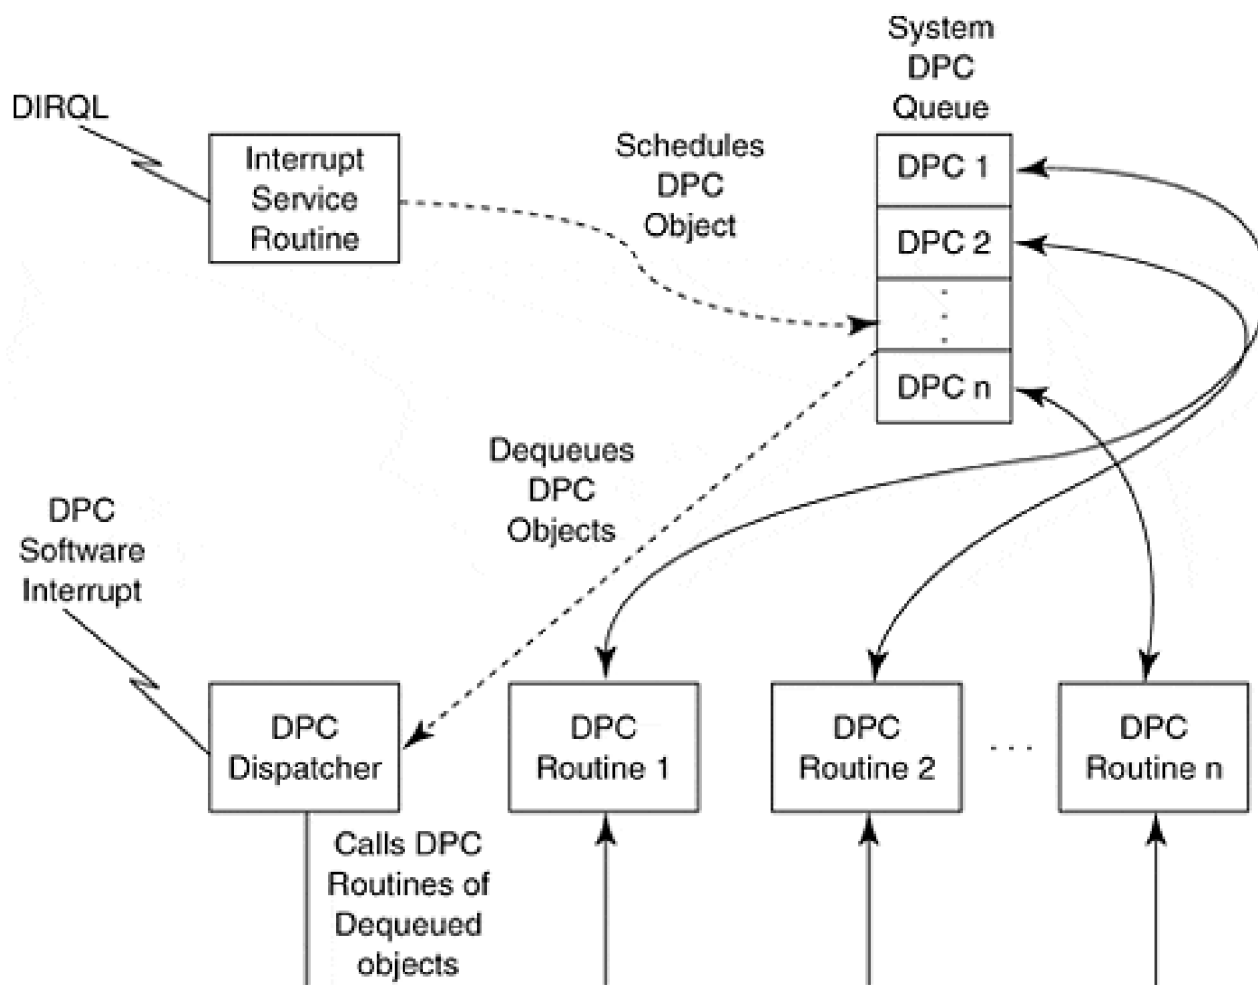 System
DPC
Queue
DIRQL
Interrupt
Service
Routine
Schedules
DPC
Object
DPC 1
DPC 2
.
.
.
DPC n
Dequeues
DPC
Objects
DPC
Software
Interrupt
DPC
Dispatcher
DPC
Routine 1
DPC
Routine 2
. . .
DPC
Routine n
Calls DPC
Routines of
Dequeued
objects